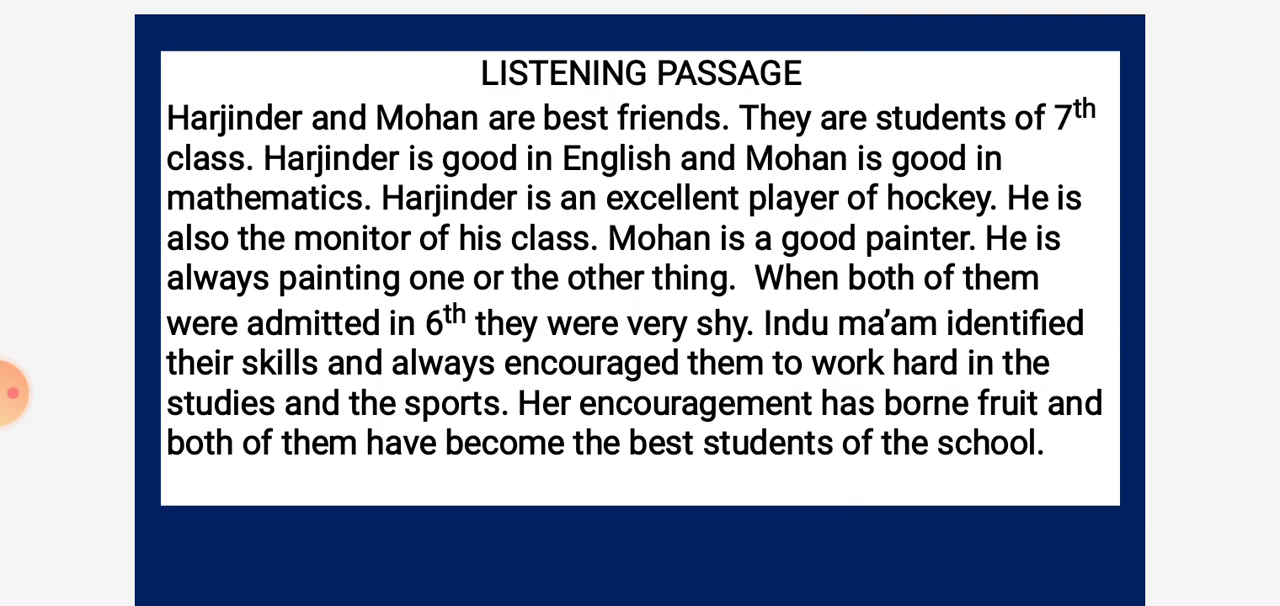 LISTENING PASSAGE
Harjinder and Mohan are best friends. They are students of 7th
class. Harjinder is good in English and Mohan is good in
mathematics. Harjinder is an excellent player of hockey. He is
also the monitor of his class. Mohan is a good painter. He is
always painting one or the other thing.  When both of them
were admitted in 6th they were very shy. Indu ma’am identified
their skills and always encouraged them to work hard in the
studies and the sports. Her encouragement has borne fruit and
both of them have become the best students of the school.